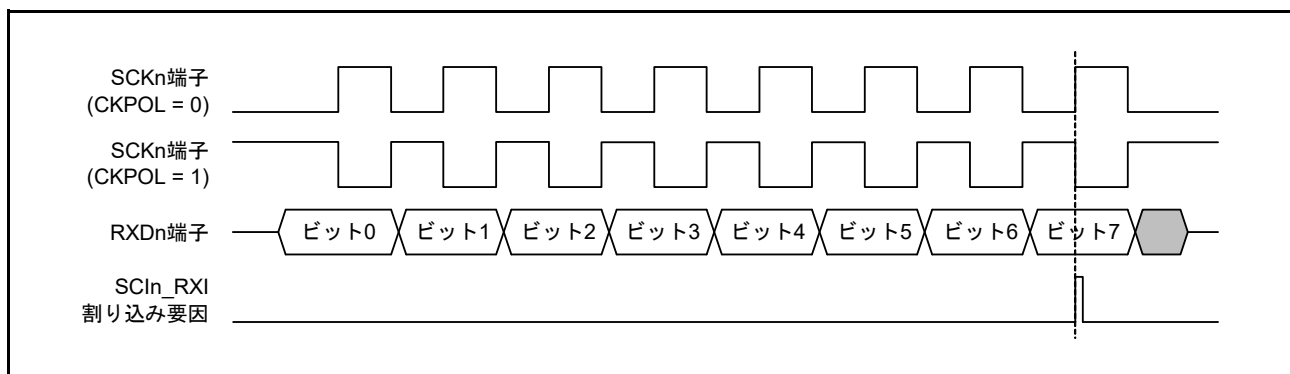 SCKn端子
(CKPOL = 0)
SCKn端子
(CKPOL = 1)
RXDn端子
ビット0 ビット1 ビット2 ビット3 ビット4 ビット5 ビット6 ビット7
SCIn_RXI
割り込み要因